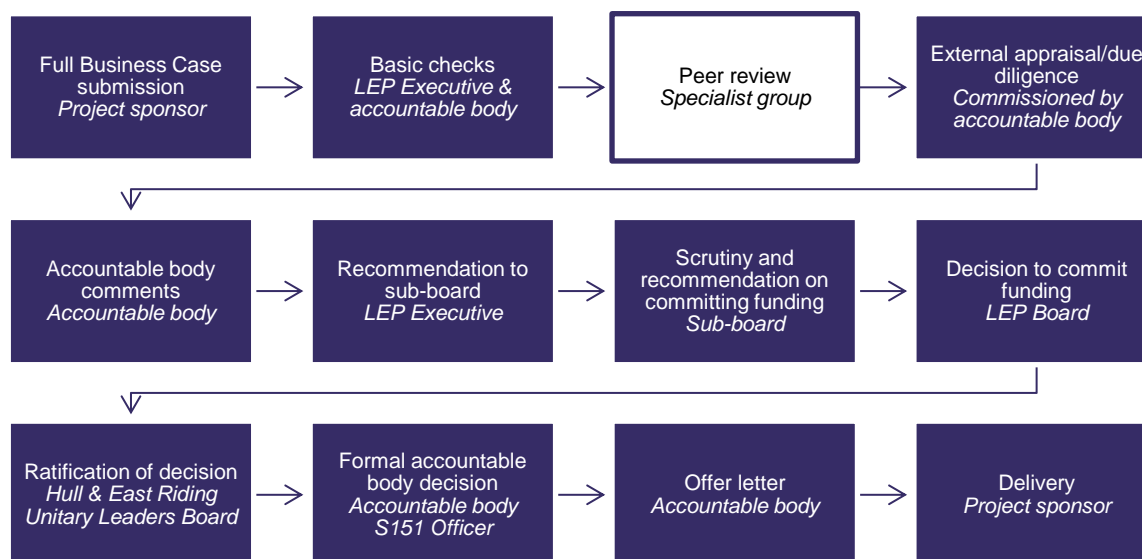 Full Business Case
submission
Project sponsor
Basic checks
LEP Executive &
accountable body
Peer review
Specialist group
External appraisal/due
diligence
Commissioned by
accountable body
Accountable body
comments
Accountable body
Recommendation to
sub-board
LEP Executive
Scrutiny and
recommendation on
committing funding
Sub-board
Decision to commit
funding
LEP Board
Ratification of decision
Hull & East Riding
Unitary Leaders Board
Formal accountable
body decision
Accountable body
S151 Officer
Offer letter
Accountable body
Delivery
Project sponsor